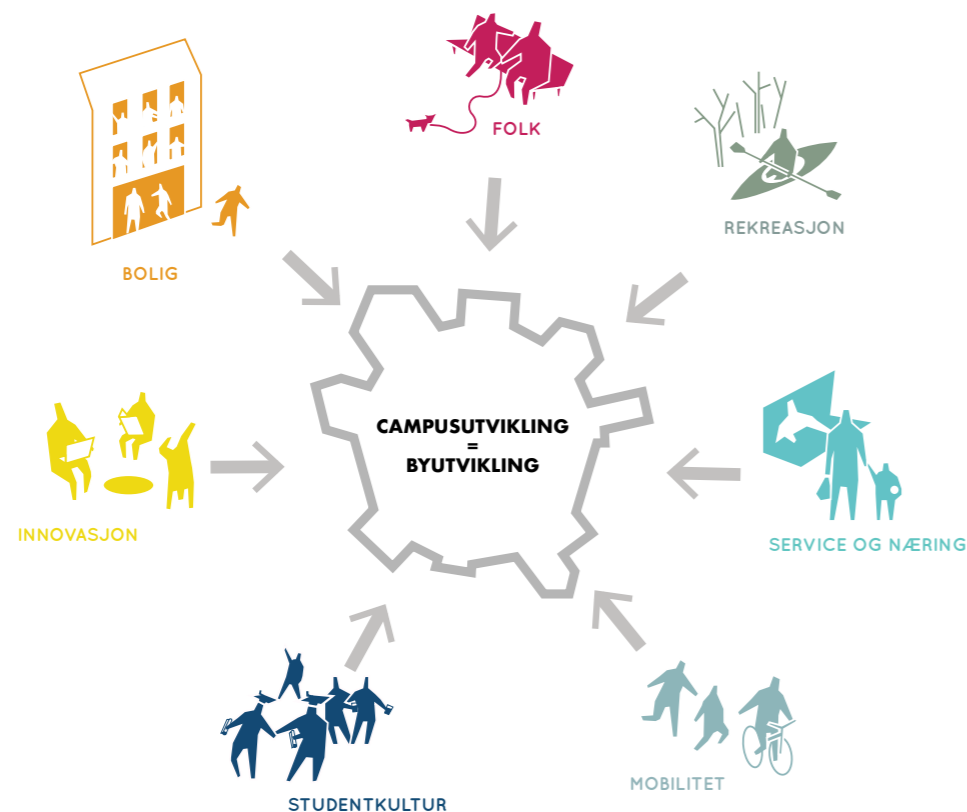 FOLK
REKREASJON
BOLIG
CAMPUSUTVIKLING
=
BYUTVIKLING
INNOVASJON
SERVICE OG NÆRING
MOBILITET
STUDENTKULTUR